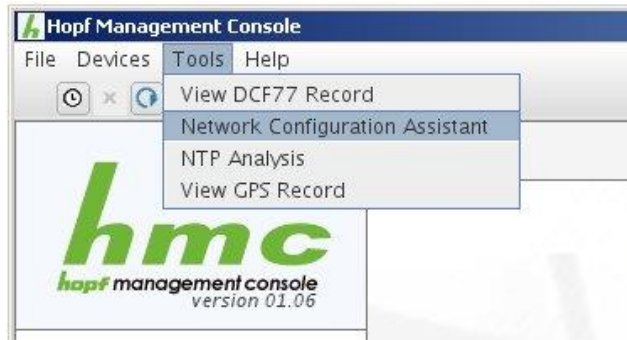 Hopf Management Console
File Devices Tools Help
View DCF77 Record
Network Configuration Assistant
NTP Analysis
View GPS Record
hmc
hopf management console
version 01.06